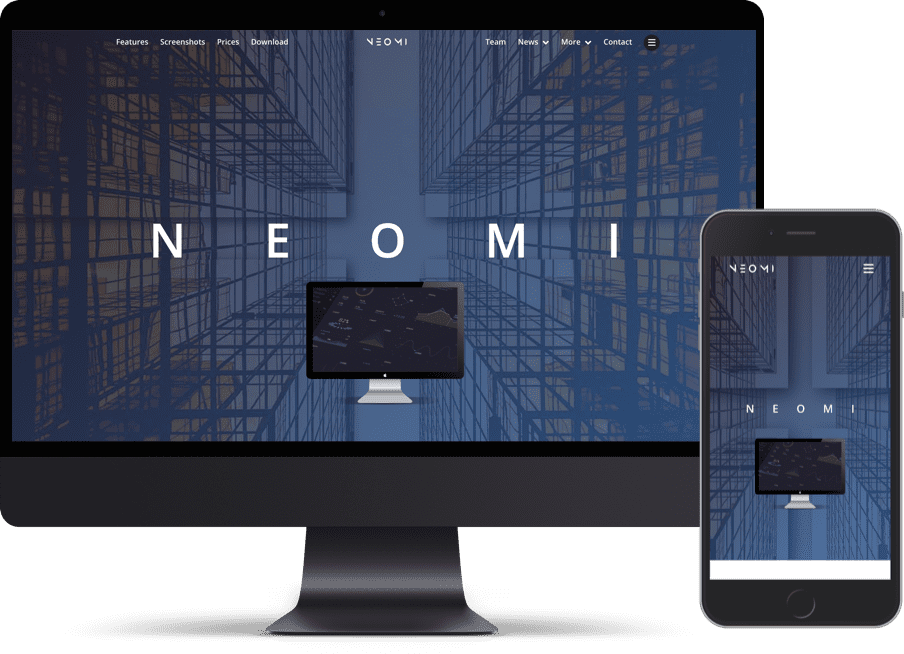 Features Screenshots Prices Download NEOMI Team News More Contact
N E O M I
NEOMI
N E O M I